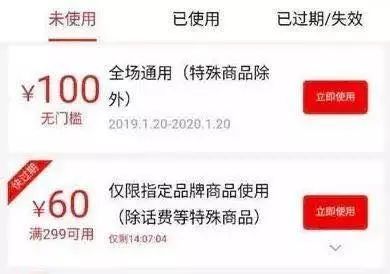 未使用 已使用 已过期/失效
¥100 全场通用（特殊商品除
外） 立即使用
无门槛 2019.1.20-2020.1.20
快过期
¥60 仅限指定品牌商品使用
（除话费等特殊商品） 立即使用
满299可用 仅剩14:07:04